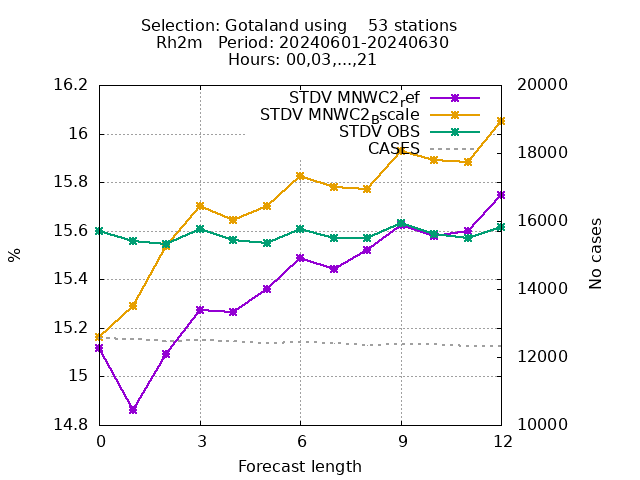 Selection: Gotaland using    53 stations
Rh2m   Period: 20240601-20240630
Hours: 00,03,...,21
STDV MNWC2ref
STDV MNWC2Bscale
STDV OBS
CASES
16.2
16
15.8
15.6
15.4
15.2
15
14.8
%
20000
18000
16000
14000
12000
10000
No cases
0 3 6 9 12
Forecast length